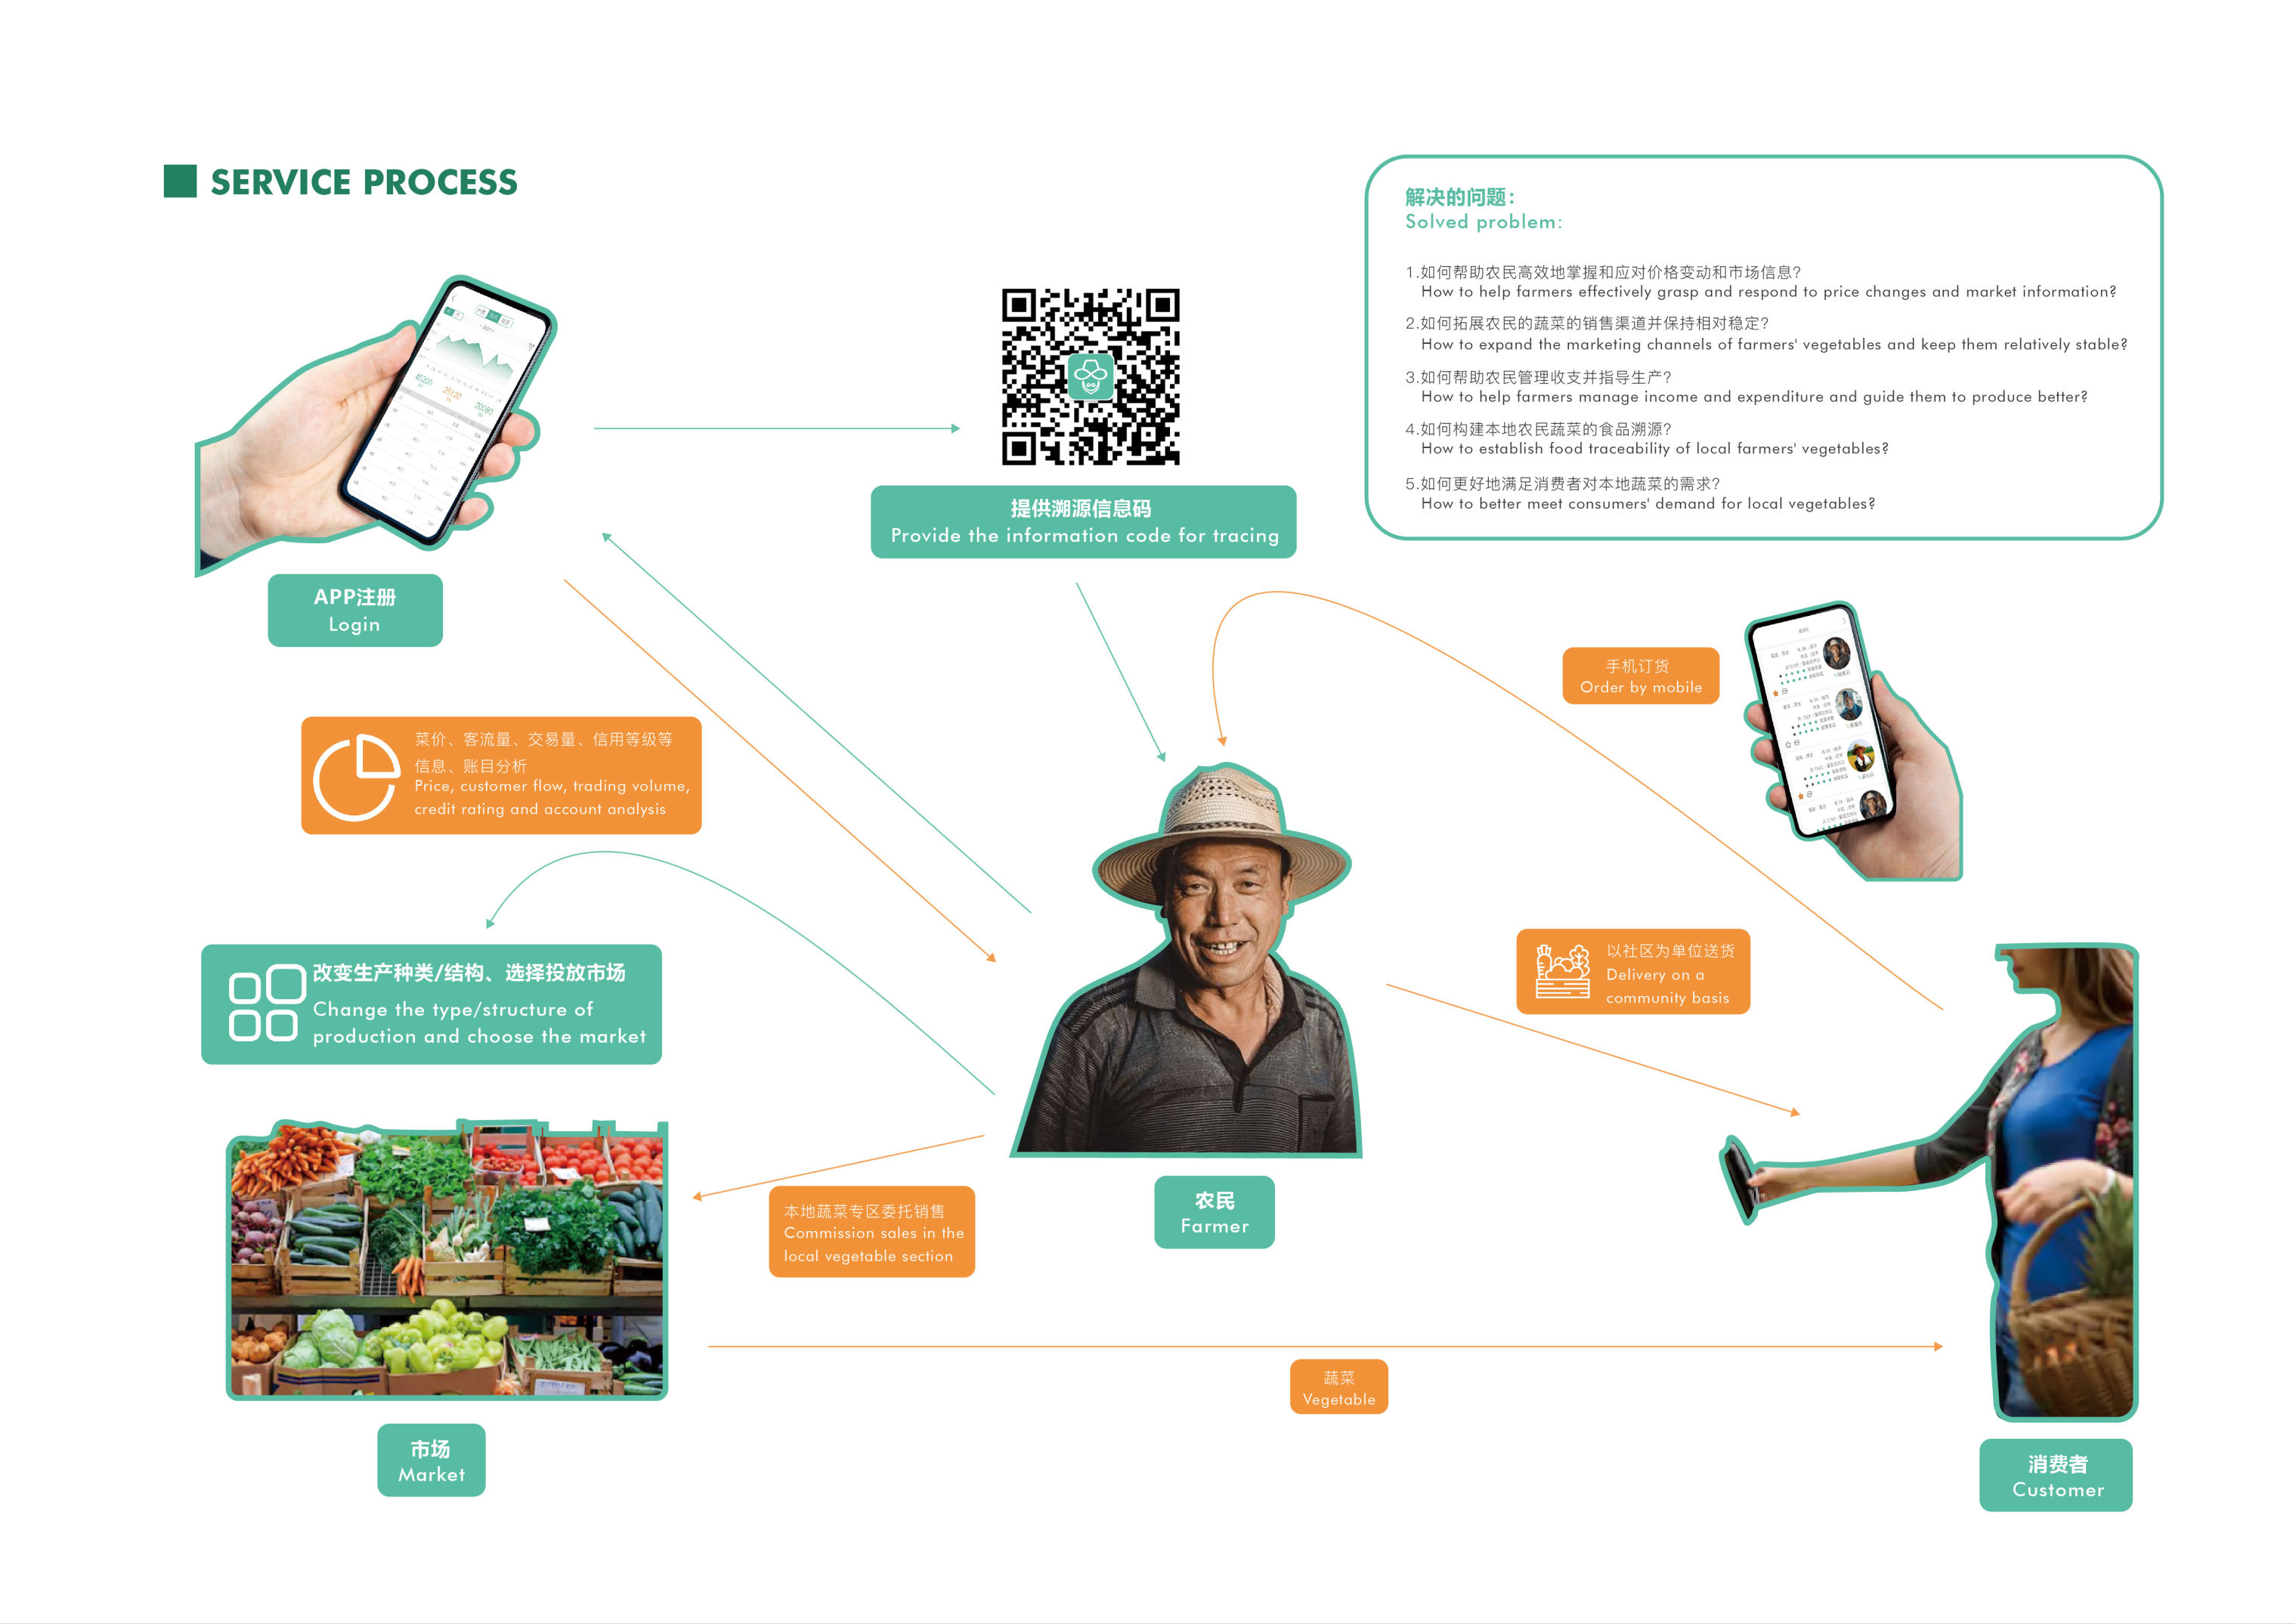 SERVICE PROCESS
解决的问题：
Solved problem:
1.如何帮助农民高效地掌握和应对价格变动和市场信息？
How to help farmers effectively grasp and respond to price changes and market information?
2.如何拓展农民的蔬菜的销售渠道并保持相对稳定？
How to expand the marketing channels of farmers' vegetables and keep them relatively stable?
3.如何帮助农民管理收支并指导生产？
How to help farmers manage income and expenditure and guide them to produce better?
4.如何构建本地农民蔬菜的食品溯源？
How to establish food traceability of local farmers' vegetables?
5.如何更好地满足消费者对本地蔬菜的需求？
How to better meet consumers' demand for local vegetables?
45200
25120
20080
提供溯源信息码
Provide the information code for tracing
APP注册
Login
手机订货
Order by mobile
菜价、客流量、交易量、信用等级等
信息、账目分析
Price, customer flow, trading volume,
credit rating and account analysis
以社区为单位送货
Delivery on a
community basis
改变生产种类/结构、选择投放市场
Change the type/structure of
production and choose the market
本地蔬菜专区委托销售
Commission sales in the
local vegetable section
农民
Farmer
蔬菜
Vegetable
市场
Market
消费者
Customer